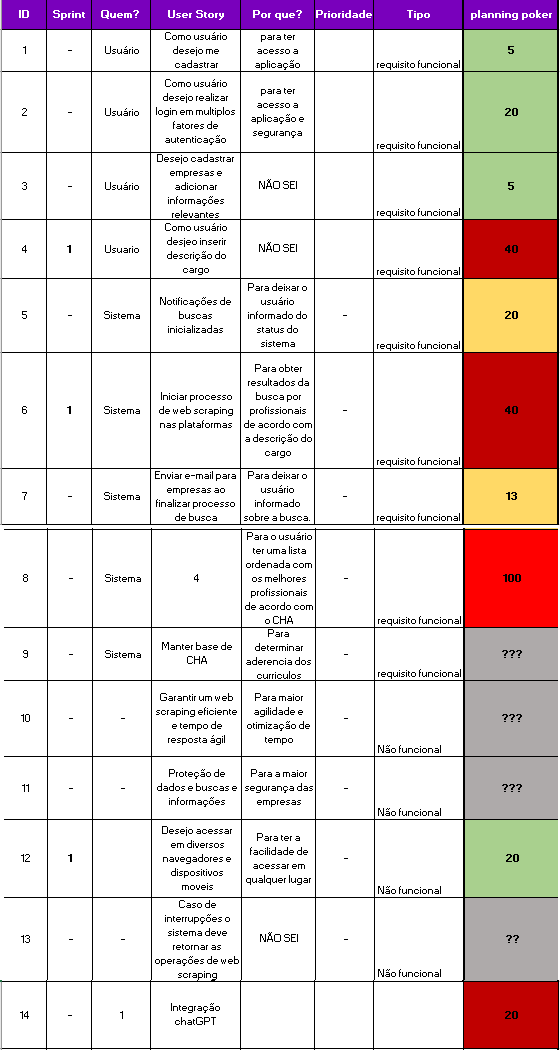 ID Sprint Quem? User Story Por que? Prioridade Tipo planning poker
1 - Usuário Como usuário desejo me cadastrar para ter acesso a aplicação requisito funcional 5
2 - Usuário Como usuário desejo realizar login em multiplos fatores de autenticação para ter acesso a aplicação e segurança requisito funcional 20
3 - Usuário Desejo cadastrar empresas e adicionar informações relevantes NÃO SEI requisito funcional 5
4 1 Usuario Como usuário desjeo inserir descrição do cargo NÃO SEI requisito funcional 40
5 - Sistema Notificações de buscas inicializadas Para deixar o usuário informado do status do sistema - requisito funcional 20
6 1 Sistema Iniciar processo de web scraping nas plataformas Para obter resultados da busca por profissionais de acordo com a descrição do cargo - requisito funcional 40
7 - Sistema Enviar e-mail para empresas ao finalizar processo de busca Para deixar o usuário informado sobre a busca. - requisito funcional 13
8 - Sistema 4 Para o usuário ter uma lista ordenada com os melhores profissionais de acordo com o CHA - requisito funcional 100
9 - Sistema Manter base de CHA Para determinar aderencia dos curriculos - requisito funcional ???
10 - - Garantir um web scraping eficiente e tempo de resposta ágil Para maior agilidade e otimização de tempo - Não funcional ???
11 - - Proteção de dados e buscas e informações Para a maior segurança das empresas - Não funcional ???
12 1 Desejo acessar em diversos navegadores e dispositivos moveis Para ter a facilidade de acessar em qualquer lugar - Não funcional 20
13 - - Caso de interrupções o sistema deve retornar as operações de web scraping NÃO SEI - Não funcional ??
14 - 1 Integração chatGPT 20